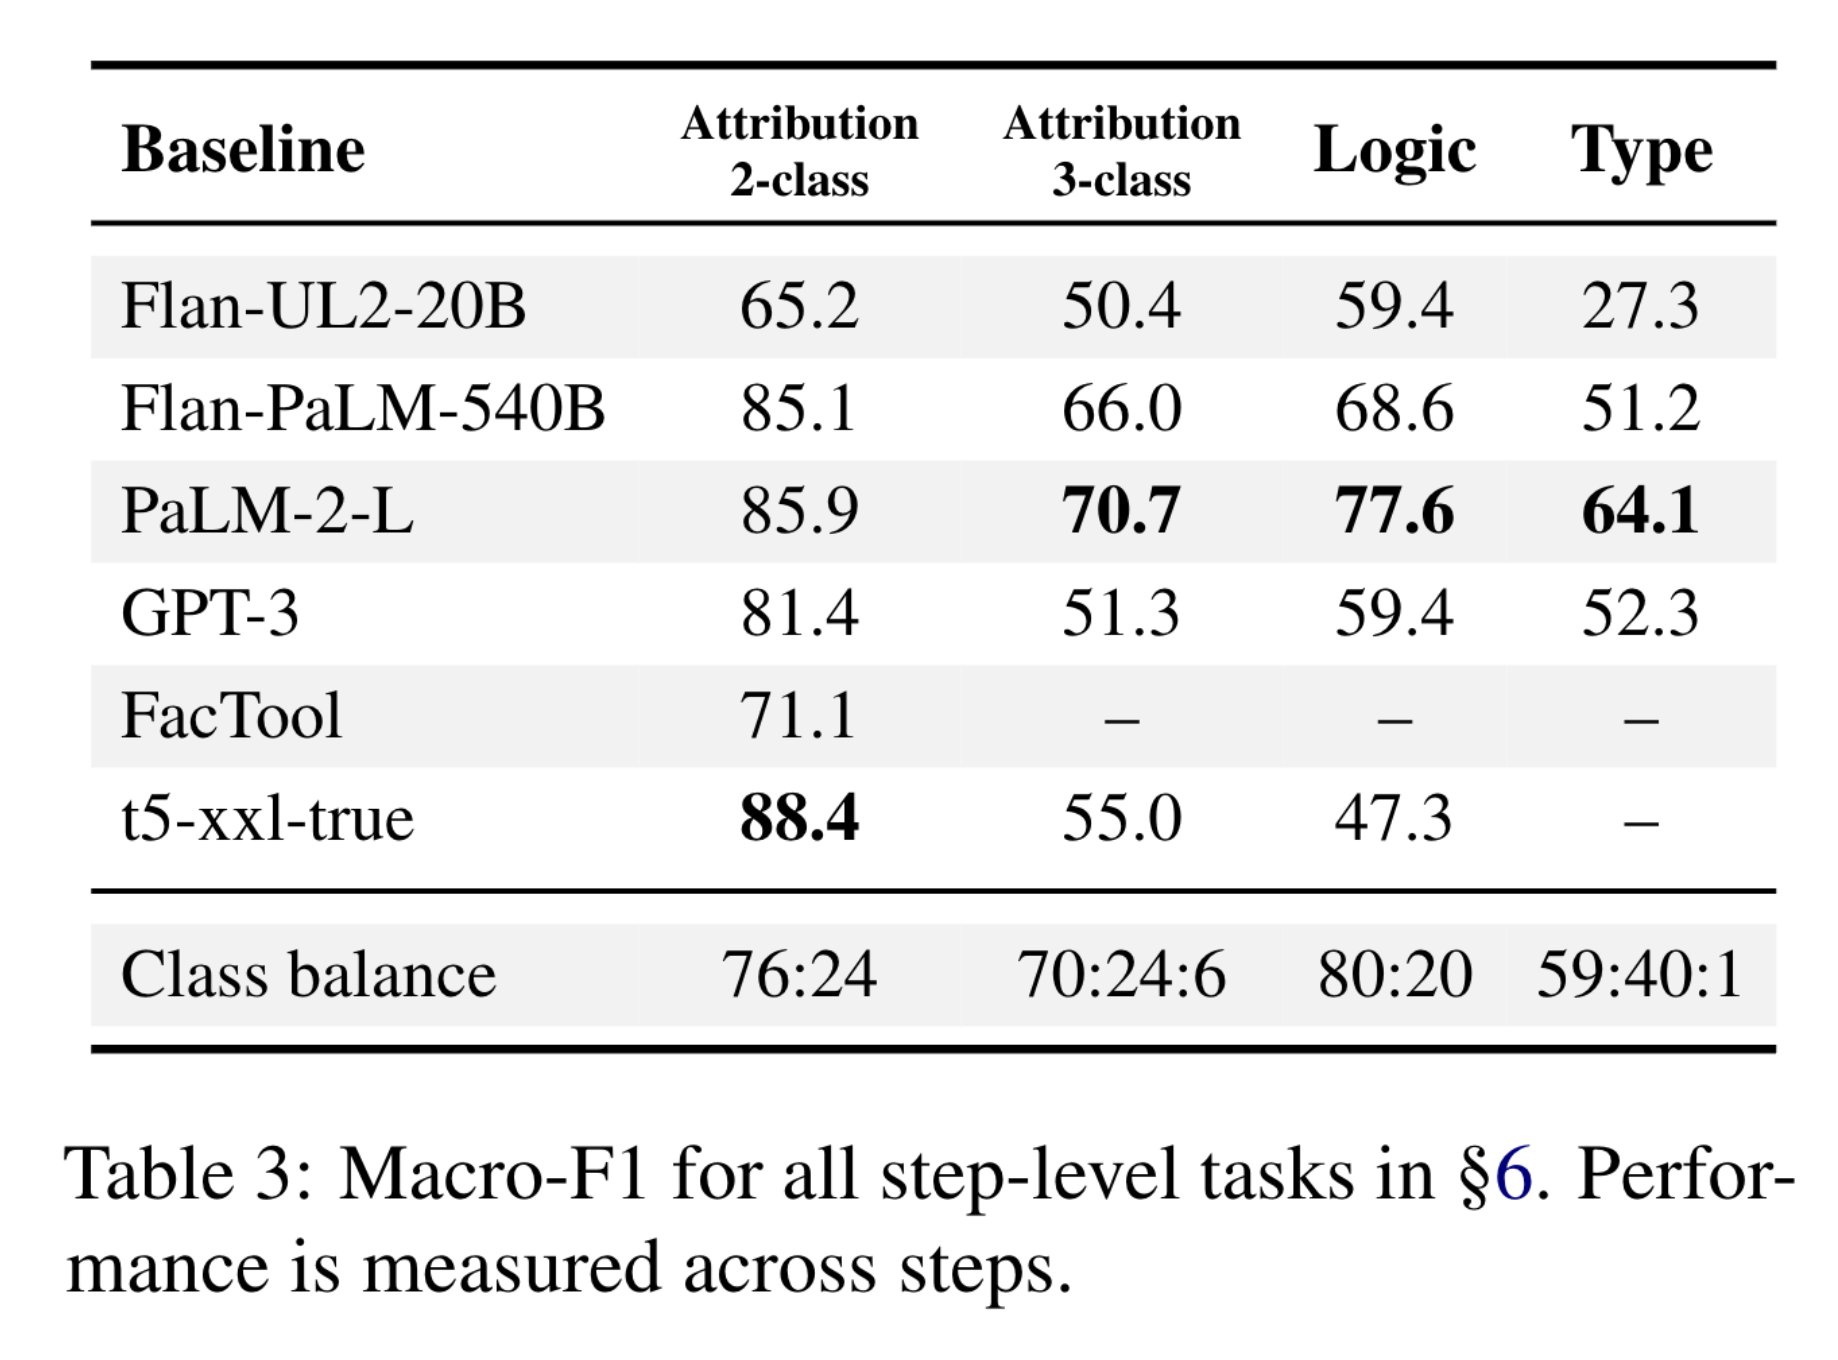 Baseline Attribution 2-class Attribution 3-class Logic Type
Flan-UL2-20B 65.2 50.4 59.4 27.3
Flan-PaLM-540B 85.1 66.0 68.6 51.2
PaLM-2-L 85.9 70.7 77.6 64.1
GPT-3 81.4 51.3 59.4 52.3
FacTool 71.1 – – –
t5-xxl-true 88.4 55.0 47.3 –
Class balance 76:24 70:24:6 80:20 59:40:1
Table 3: Macro-F1 for all step-level tasks in §6. Perfor-
mance is measured across steps.